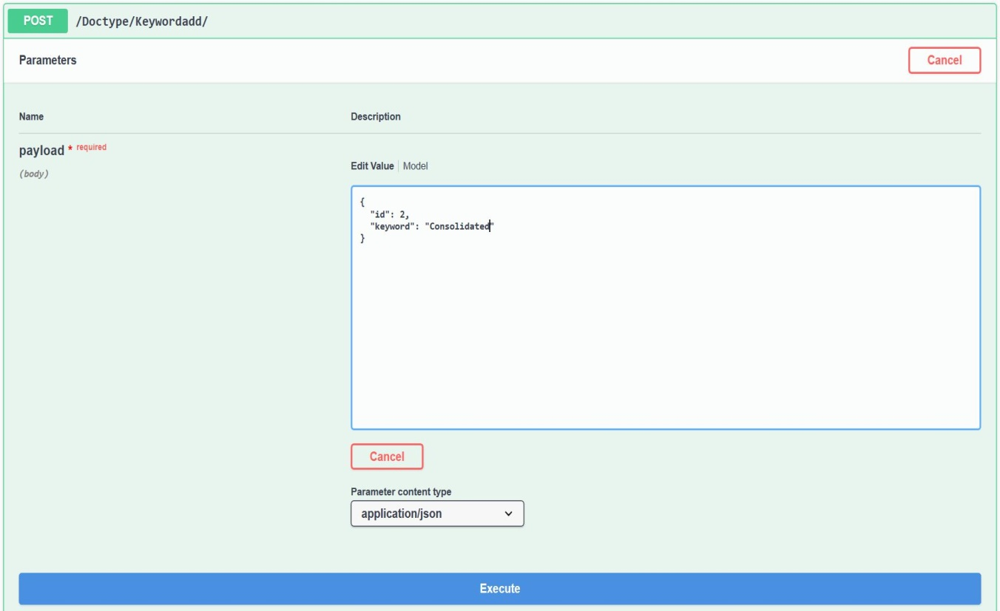 POST /Doctype/Keywordadd/
Parameters
Cancel
Name Description
payload * required
(body)
Edit Value Model
{
"id": 2,
"keyword": "Consolidated"
}
Cancel
Parameter content type
application/json
Execute